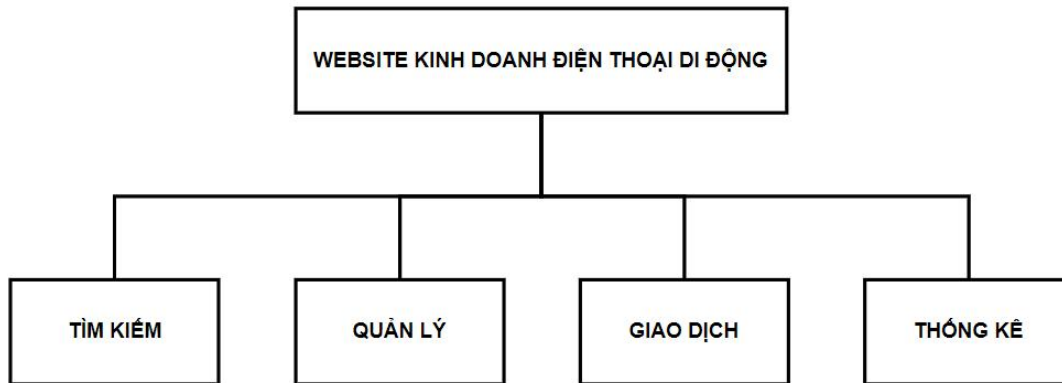 WEBSITE KINH DOANH ĐIỆN THOẠI DI ĐỘNG
TÌM KIẾM
QUẢN LÝ
GIAO DỊCH
THỐNG KÊ